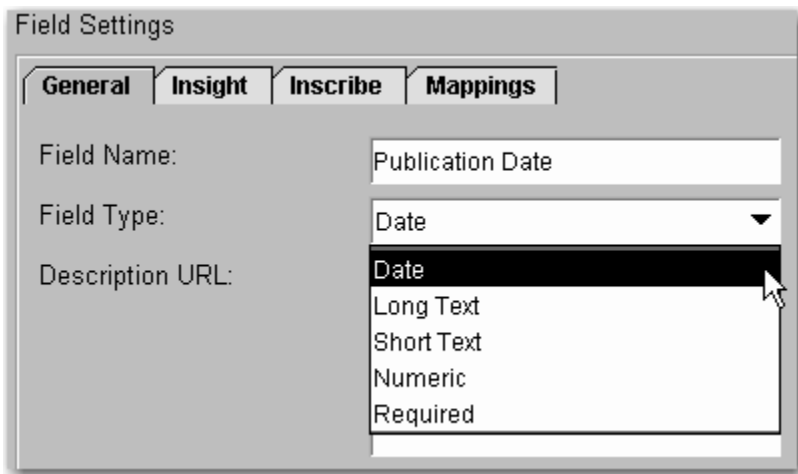 Field Settings
General Insight Inscribe Mappings
Field Name: Publication Date
Field Type: Date
Description URL: Date
Long Text
Short Text
Numeric
Required